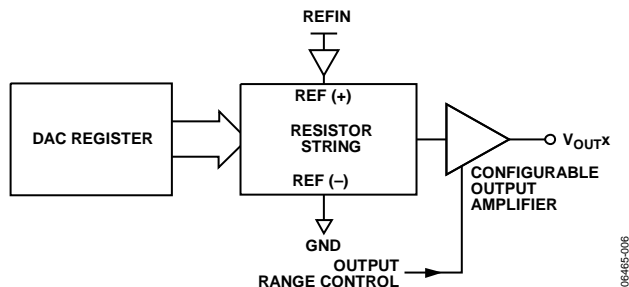 REFIN
REF (+)
DAC REGISTER
RESISTOR
STRING
REF (–)
GND
VOUTX
CONFIGURABLE
OUTPUT
AMPLIFIER
OUTPUT
RANGE CONTROL
06465-006